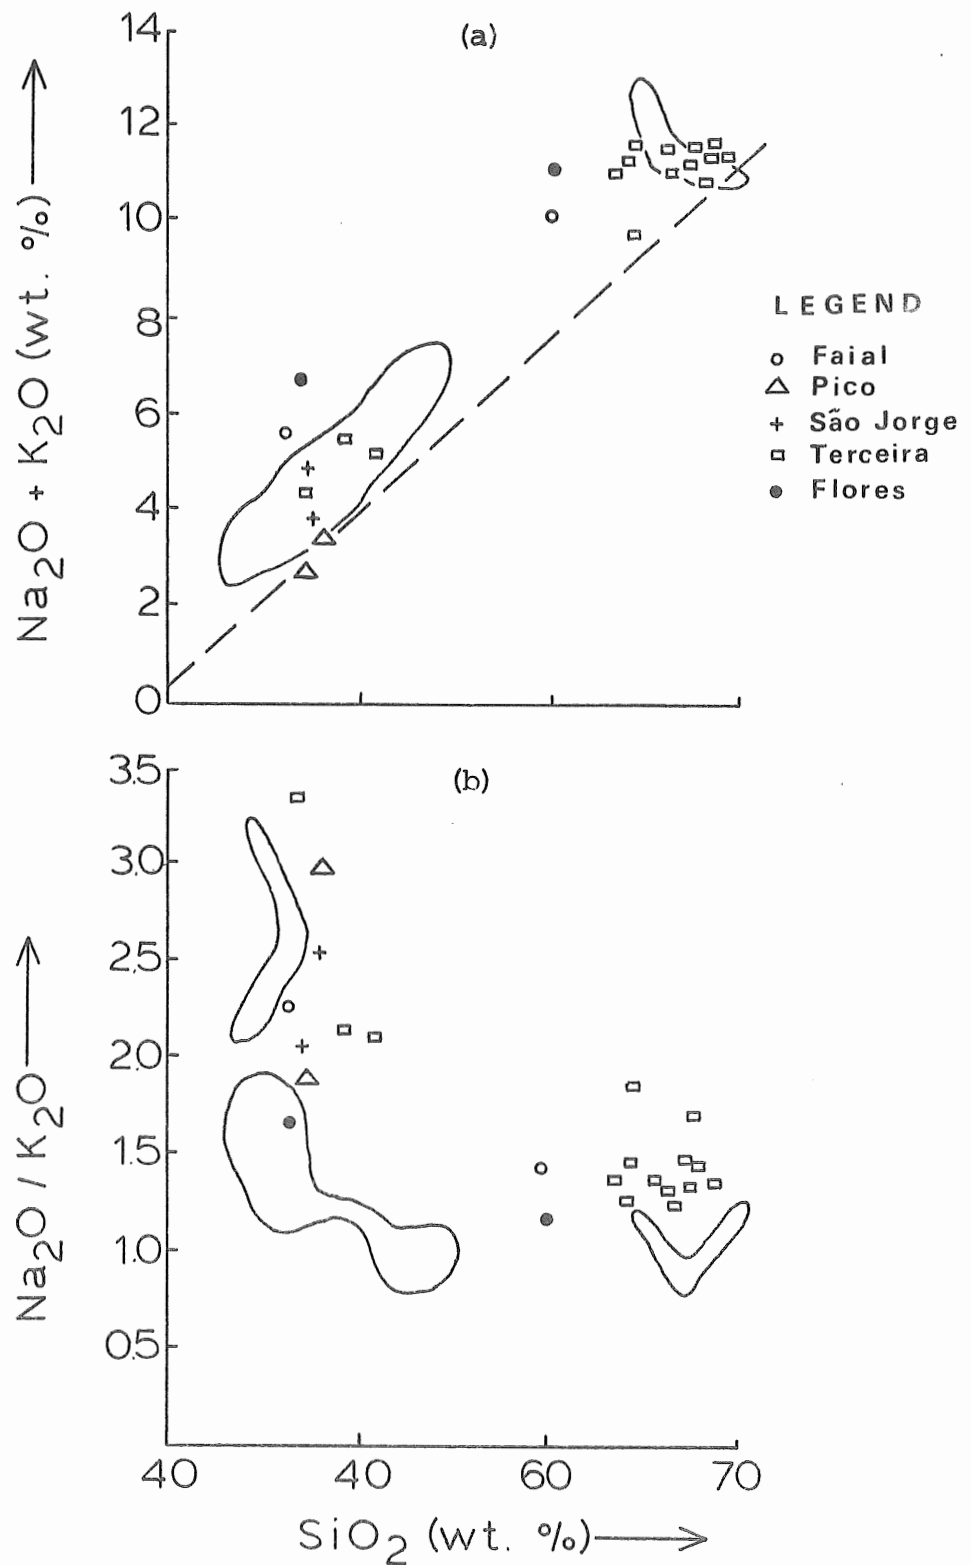 (a)
14
12
10
8
6
4
2
0
Na2O + K2O (wt. %)
LEGEND
Faial
Pico
São Jorge
Terceira
Flores
(b)
3.5
3.0
2.5
2.0
1.5
1.0
0.5
Na2O / K2O
40 40 60 70
SiO2 (wt. %)